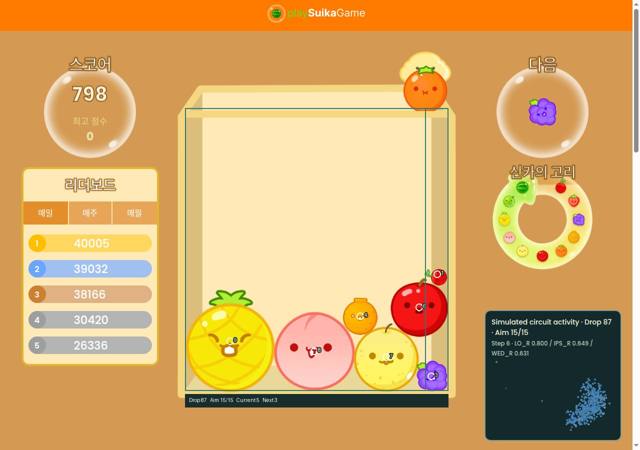 playSuikaGame
스코어
798
최고 점수
0
다음
신카의 고리
리더보드
매일
매주
매월
1 40005
2 39032
3 38166
4 30420
5 26336
Simulated circuit activity · Drop 87 · Aim 15/15
Step 6 · LO_R 0.800 / IPS_R 0.649 / WED_R 0.631
Drop87 Aim 15/15 Current5 Next3